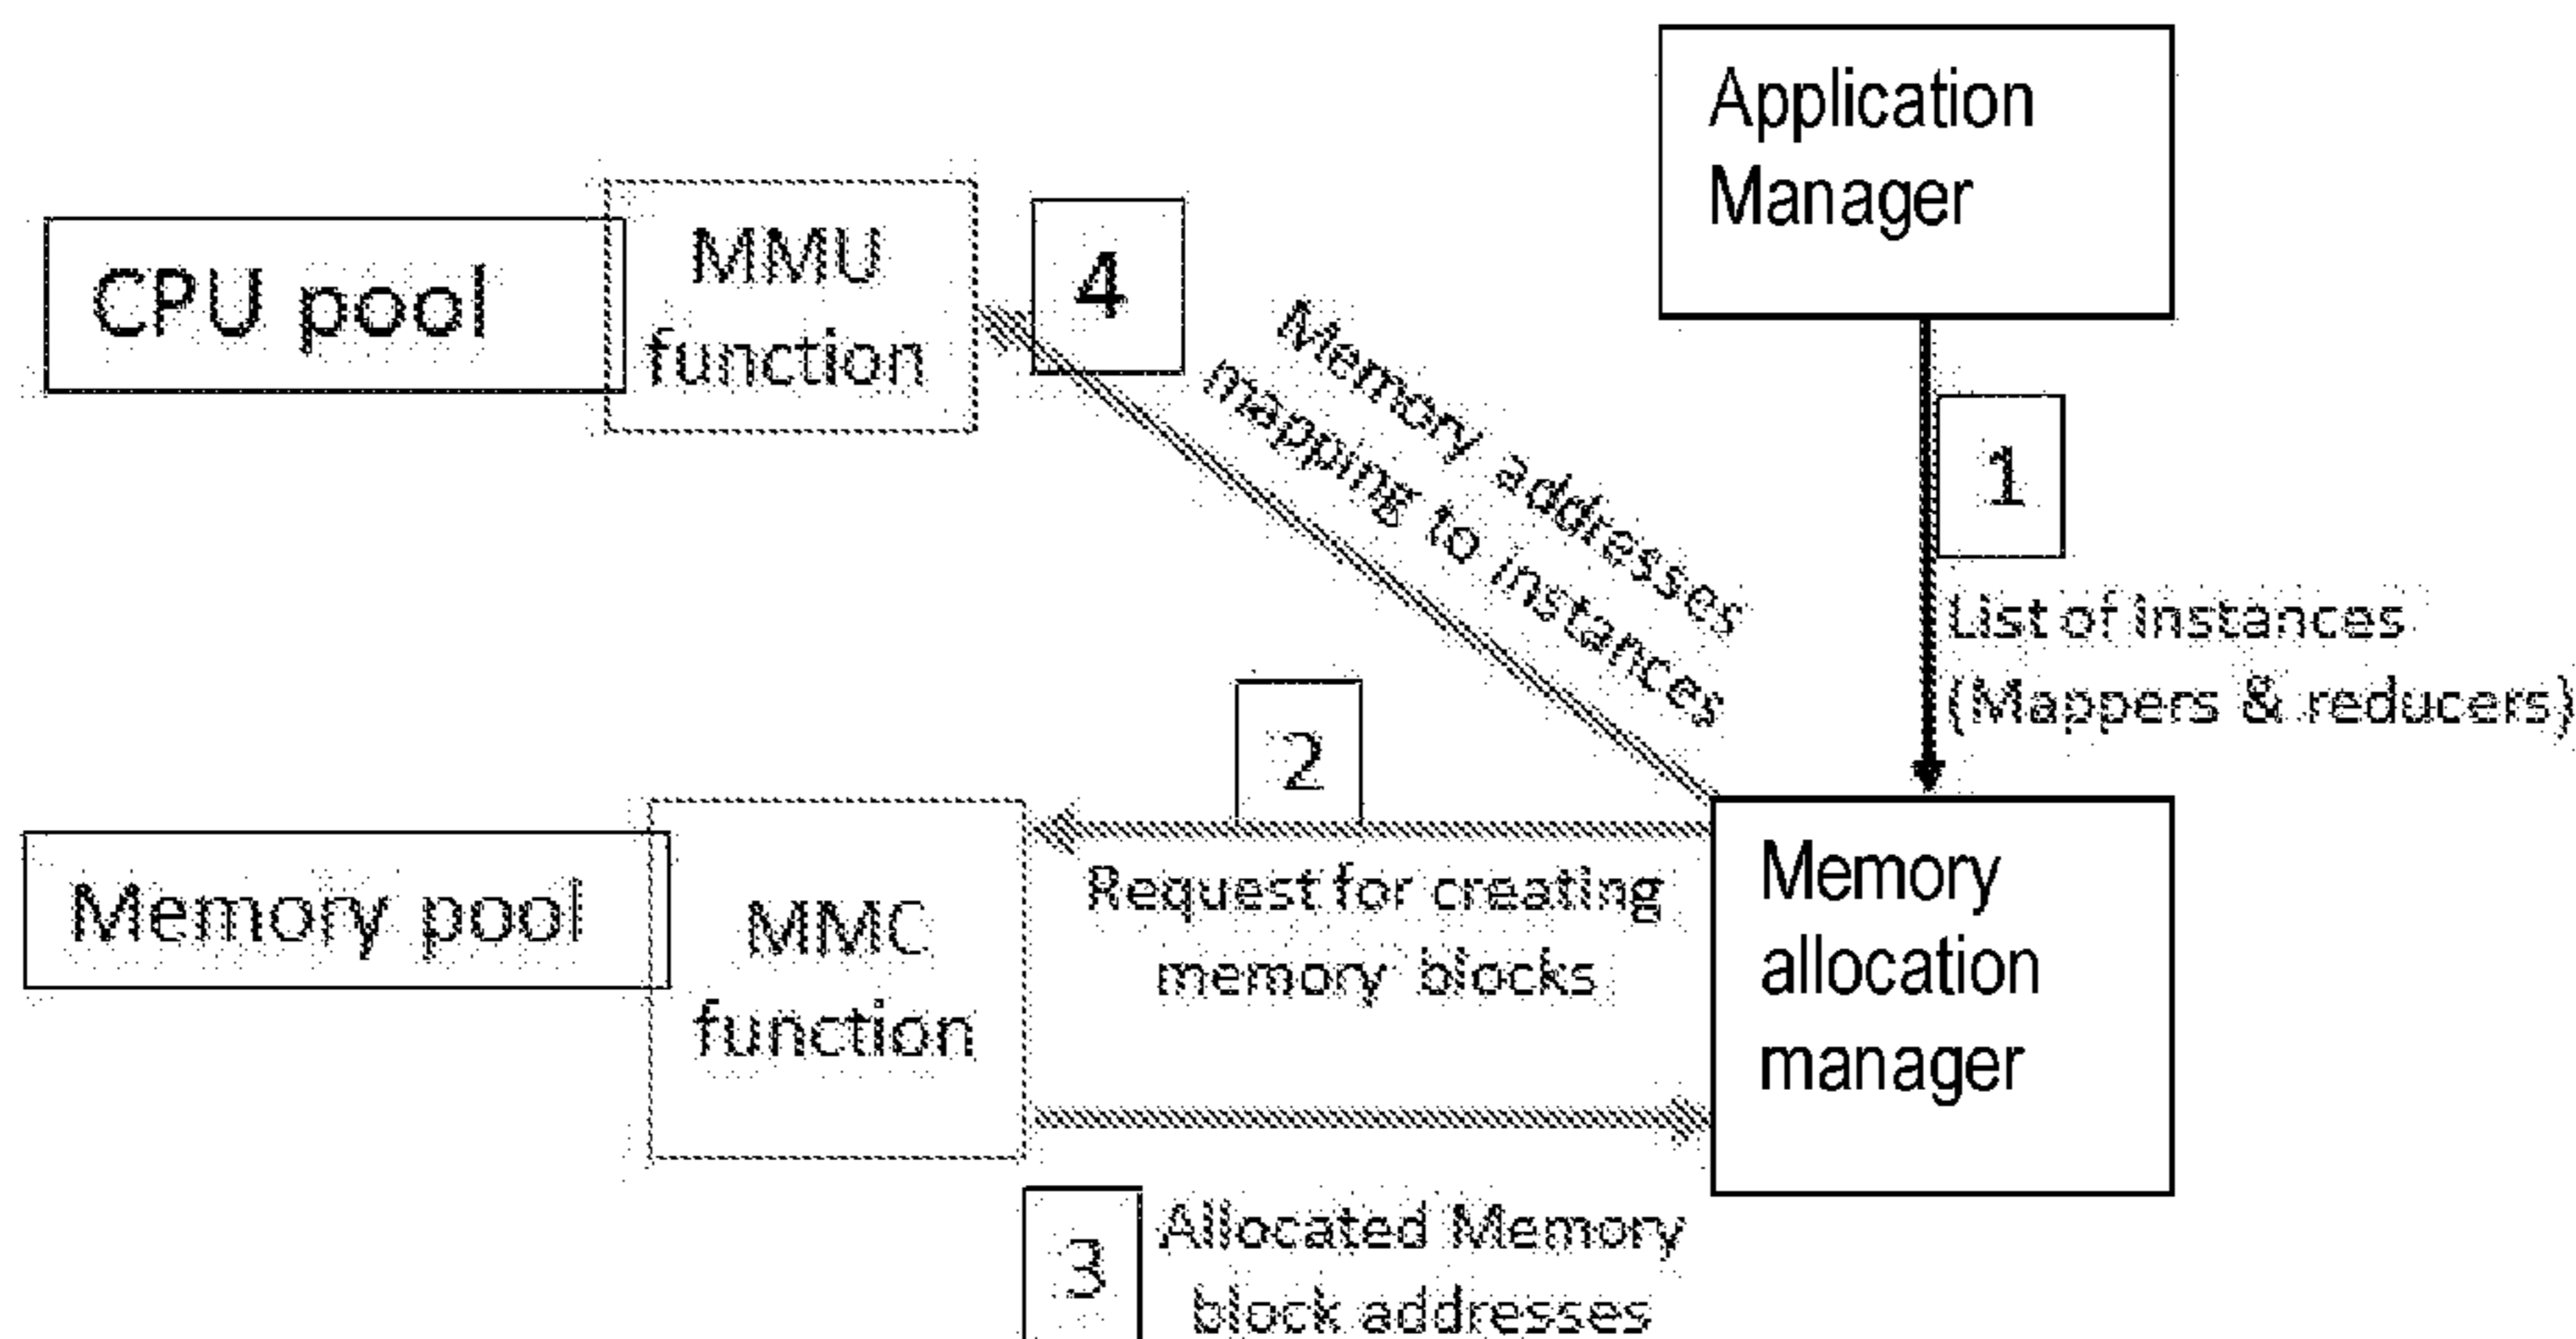 Application
Manager
MMU
function
CPU pool
4
1
Memory addresses
mapping to instances
List of instances
(Mappers & reducers)
2
Memory pool
MMC
function
Request for creating
memory blocks
Memory
allocation
manager
3
Allocated Memory
block addresses